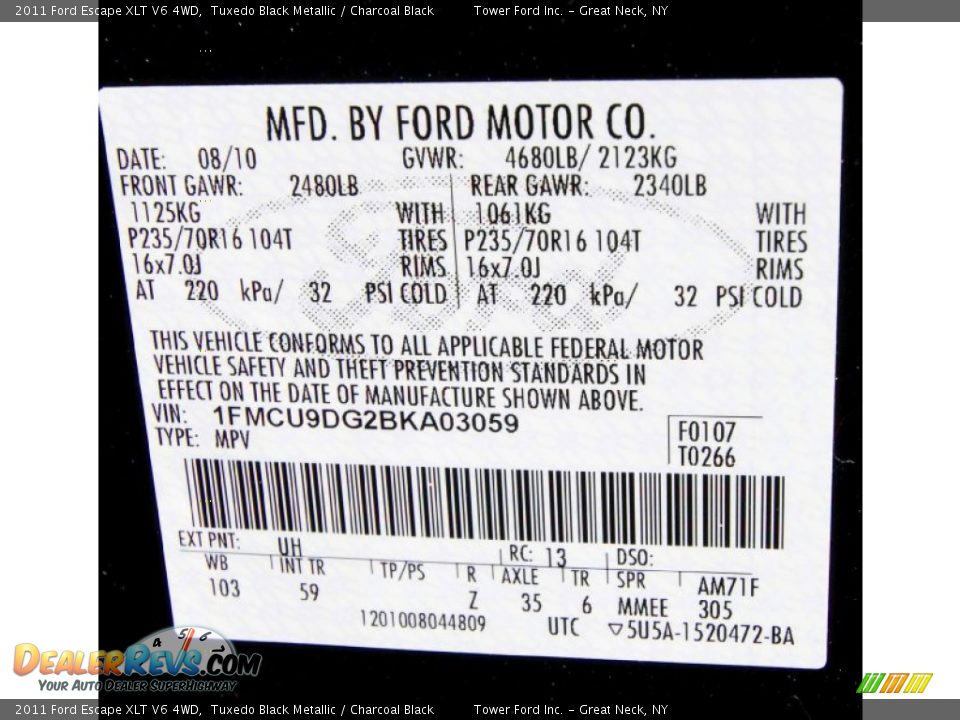 2011 Ford Escape XLT V6 4WD, Tuxedo Black Metallic / Charcoal Black Tower Ford Inc. - Great Neck, NY
...
MFD. BY FORD MOTOR CO.
DATE: 08/10 GVWR: 4680LB/ 2123KG
FRONT GAWR: 2480LB REAR GAWR: 2340LB
1125KG WITH 1061KG WITH
P235/70R16 104T TIRES P235/70R16 104T TIRES
16x7.0J RIMS 16x7.0J RIMS
AT 220 kPa/ 32 PSI COLD AT 220 kPa/ 32 PSI COLD
Ford
THIS VEHICLE CONFORMS TO ALL APPLICABLE FEDERAL MOTOR
VEHICLE SAFETY AND THEFT PREVENTION STANDARDS IN
EFFECT ON THE DATE OF MANUFACTURE SHOWN ABOVE.
VIN: 1FMCU9DG2BKA03059
TYPE: MPV
F0107
T0266
EXT PNT: UH RC: 13 DSO:
WB INT TR TP/PS R AXLE TR SPR AM71F
103 59 Z 35 6 MMEE 305
1201008044809 UTC ▽5U5A-1520472-BA
4 5 6
DEALERREVS.COM
YOUR AUTO DEALER SUPERHIGHWAY
2011 Ford Escape XLT V6 4WD, Tuxedo Black Metallic / Charcoal Black Tower Ford Inc. - Great Neck, NY